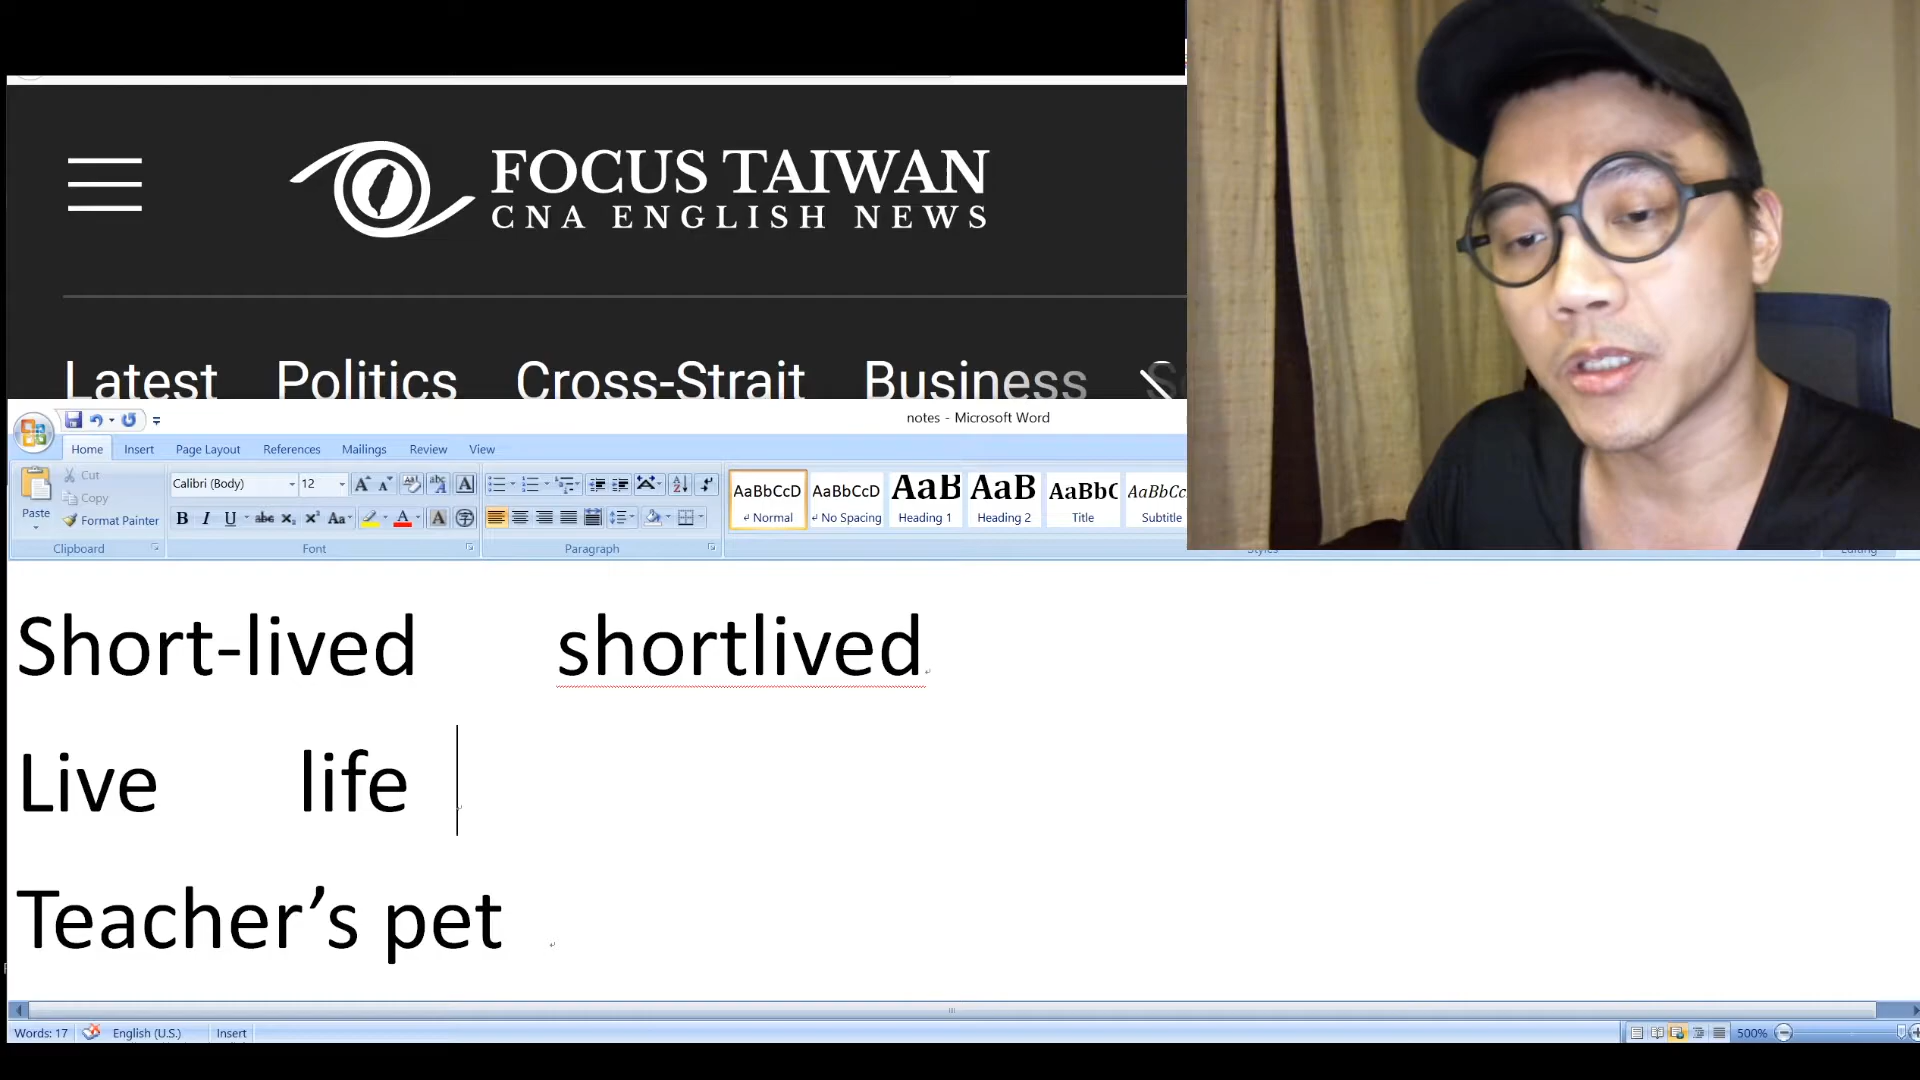 FOCUS TAIWAN
CNA ENGLISH NEWS
Latest Politics Cross-Strait Business
notes - Microsoft Word
Home Insert Page Layout References Mailings Review View
Paste
Cut
Copy
Format Painter
Calibri (Body) 12
AaBbCcD AaBbCcD AaB AaB AaBbC AaBbCc
Normal No Spacing Heading 1 Heading 2 Title Subtitle
Clipboard Font Paragraph
Short-lived shortlived
Live life
Teacher’s pet
Words: 17 English (U.S.) Insert 500%